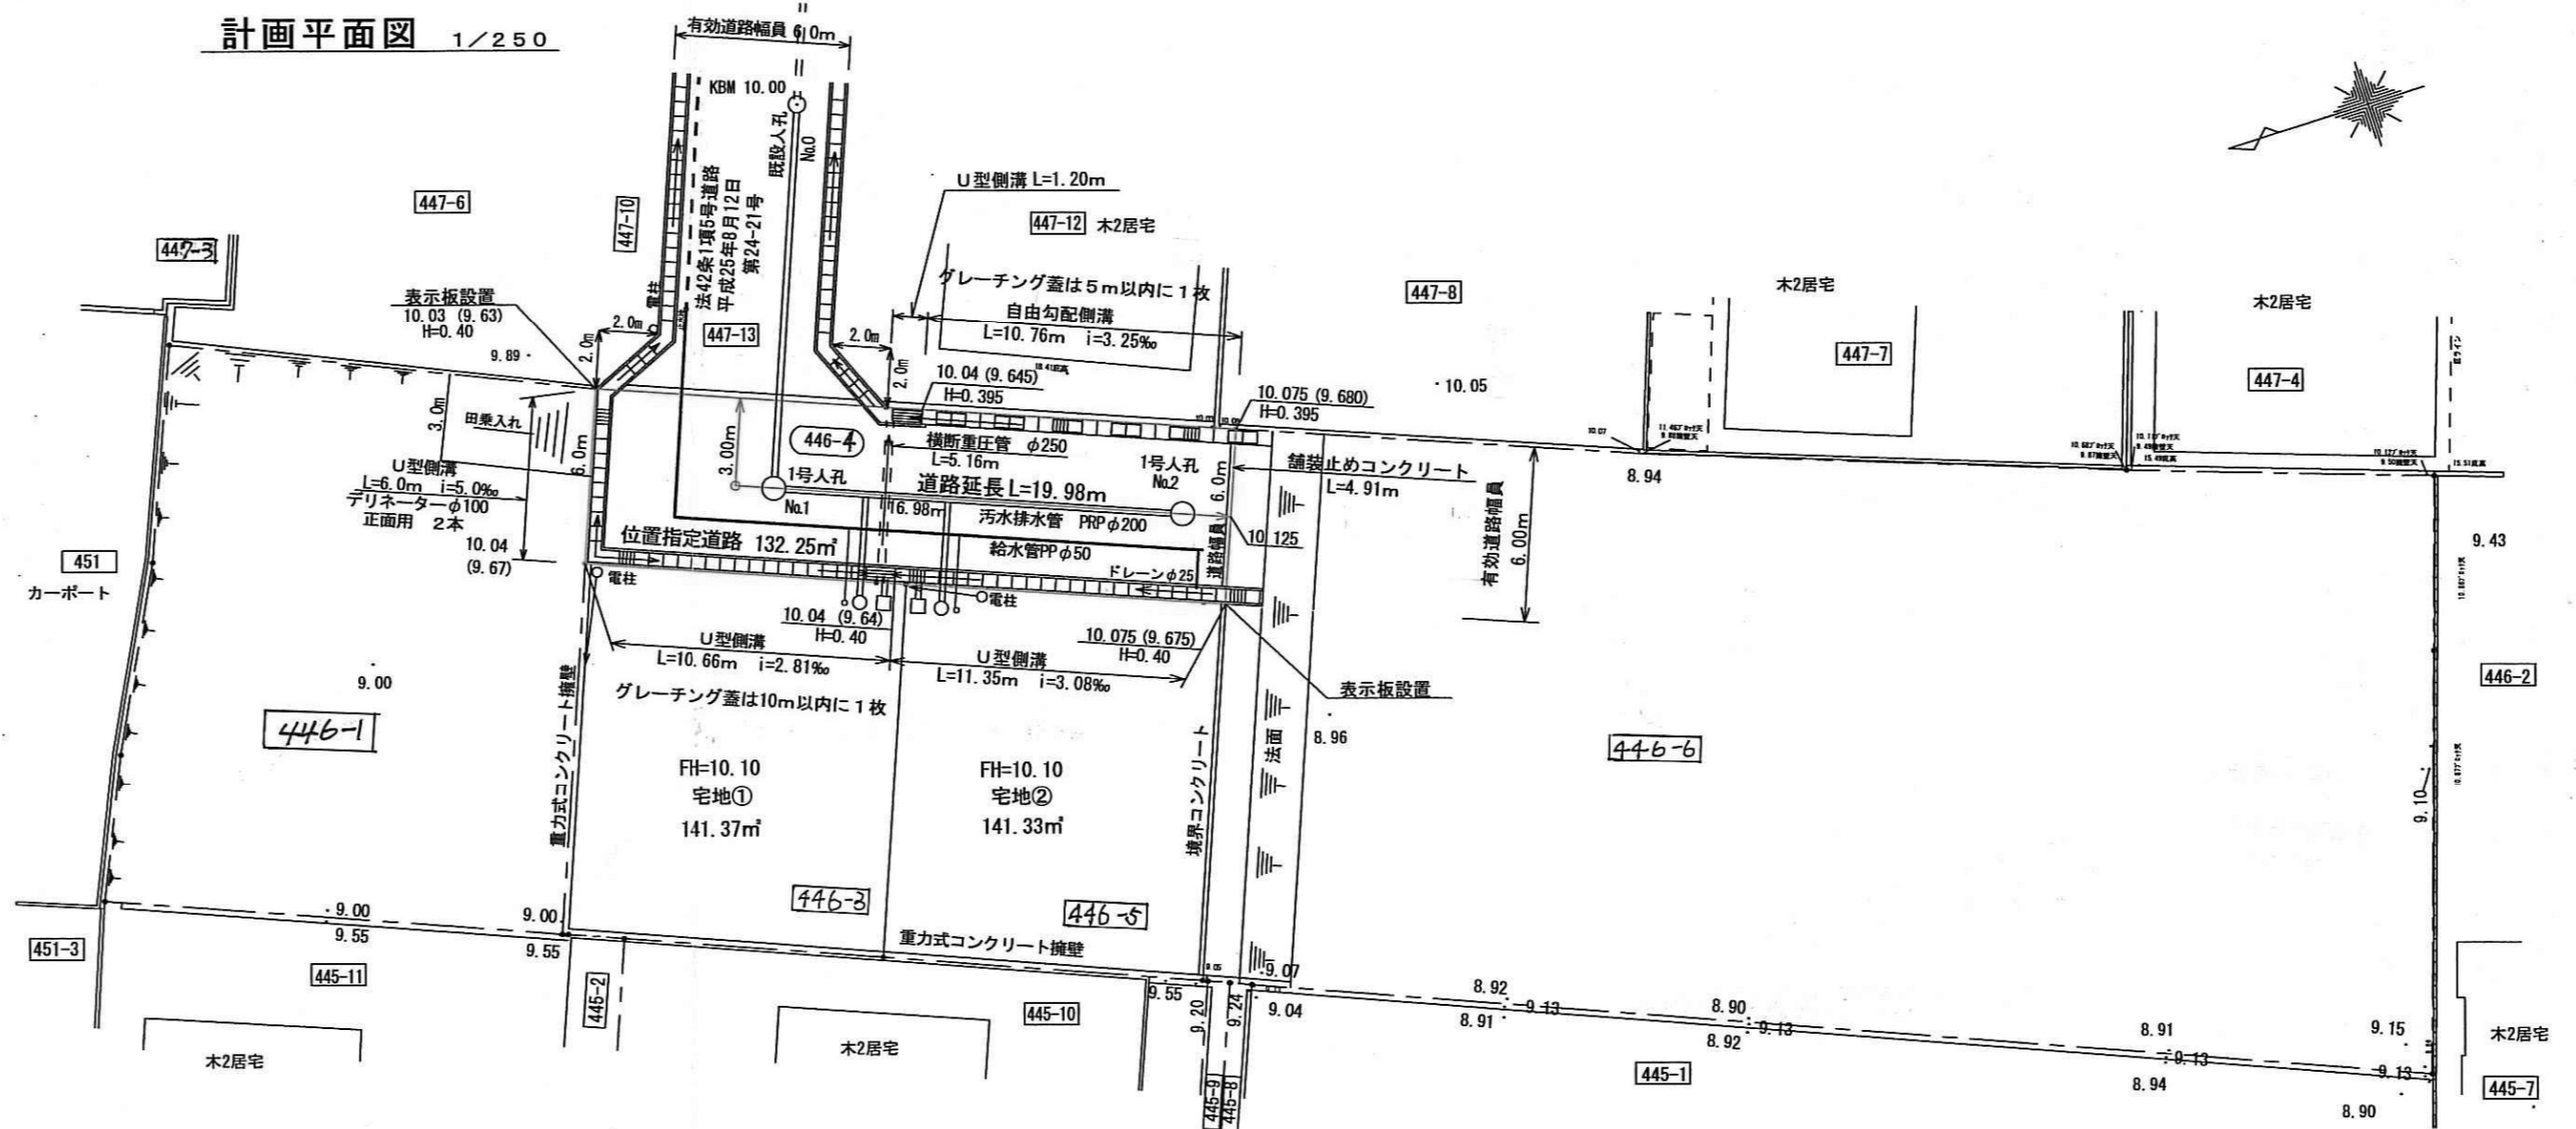 計画平面図 1/250
有効道路幅員 6.0m
KBM 10.00
既設人孔
No.0
法42条1項5号道路
平成25年8月12日
第24-21号
447-6
447-10
447-3
447-13
電柱
表示板設置
10.03 (9.63)
H=0.40
9.89
2.0m
2.0m
2.0m
2.0m
U型側溝 L=1.20m
447-12 木2居宅
グレーチング蓋は5m以内に1枚
自由勾配側溝
L=10.76m i=3.25‰
10.04 (9.645)
H=0.395
10.075 (9.680)
H=0.395
447-8
10.05
木2居宅
447-7
木2居宅
447-4
10.07
8.94
9.43
15.51底高
田乗入れ
3.0m
6.0m
3.00m
U型側溝
L=6.0m i=5.0‰
デリネーターφ100
正面用 2本
10.04
(9.67)
446-4
横断重圧管 φ250
L=5.16m
1号人孔
No.1
1号人孔
No.2
道路延長L=19.98m
16.98m
汚水排水管 PRPφ200
給水管PPφ50
ドレーンφ25
位置指定道路 132.25㎡
道路幅員 6.0m
舗装止めコンクリート
L=4.91m
10.125
有効道路幅員
6.00m
451
カーポート
電柱
電柱
10.04 (9.64)
H=0.40
10.075 (9.675)
H=0.40
U型側溝
L=10.66m i=2.81‰
U型側溝
L=11.35m i=3.08‰
グレーチング蓋は10m以内に1枚
表示板設置
9.00
446-1
重力式コンクリート擁壁
FH=10.10
宅地①
141.37㎡
FH=10.10
宅地②
141.33㎡
境界コンクリート
法面
8.96
446-6
446-2
9.10
446-3
446-5
重力式コンクリート擁壁
9.00
9.55
9.00
9.55
451-3
445-11
445-2
445-10
木2居宅
木2居宅
9.05
9.07
9.55
9.20
9.24
9.04
445-9
445-8
8.92
8.91
9.13
8.90
8.92
9.13
445-1
8.91
9.13
8.94
9.15
9.13
8.90
木2居宅
445-7